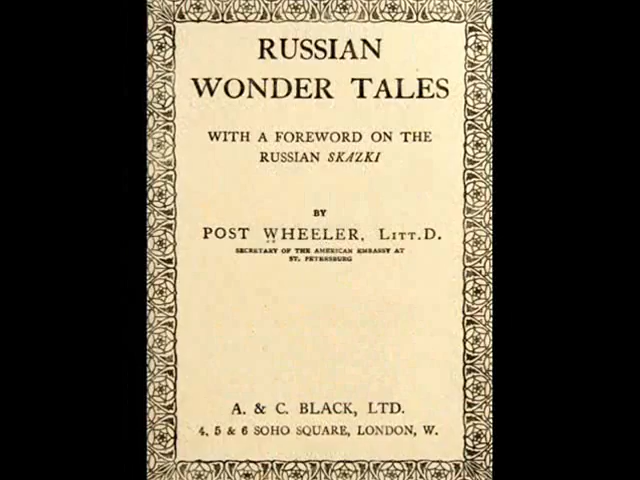 RUSSIAN
WONDER TALES
WITH A FOREWORD ON THE
RUSSIAN SKAZKI
BY
POST WHEELER, LITT.D.
SECRETARY OF THE AMERICAN EMBASSY AT
ST. PETERSBURG
A. & C. BLACK, LTD.
4, 5 & 6 SOHO SQUARE, LONDON, W.